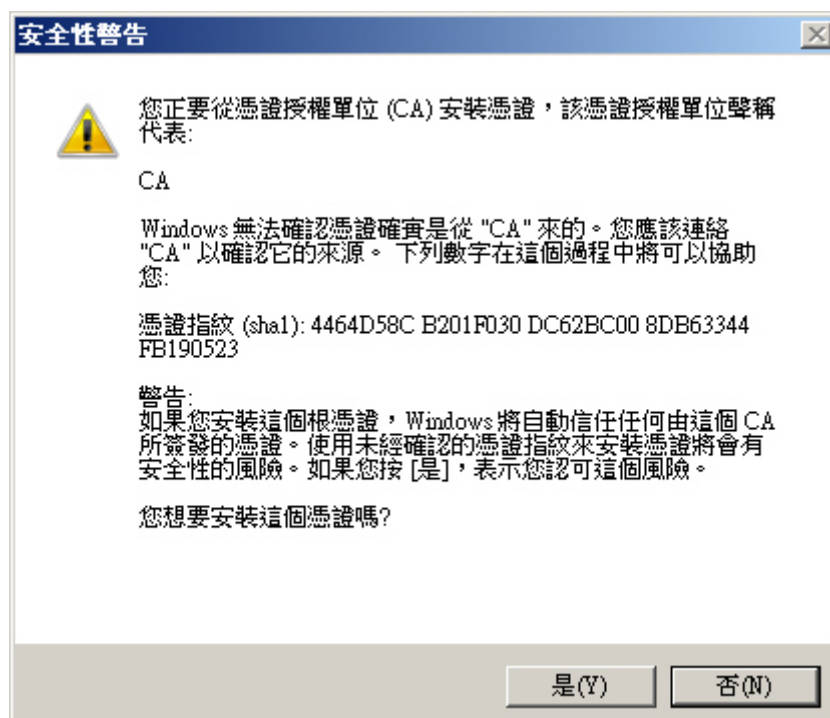 安全性警告
您正要從憑證授權單位 (CA) 安裝憑證，該憑證授權單位聲稱
代表:
CA
Windows 無法確認憑證確實是從 "CA" 來的。您應該連絡
"CA" 以確認它的來源。 下列數字在這個過程中將可以協助
您:
憑證指紋 (sha1): 4464D58C B201F030 DC62BC00 8DB63344
FB190523
警告:
如果您安裝這個根憑證，Windows 將自動信任任何由這個 CA
所簽發的憑證。使用未經確認的憑證指紋來安裝憑證將會有
安全性的風險。如果您按 [是]，表示您認可這個風險。
您想要安裝這個憑證嗎?
是(Y)
否(N)